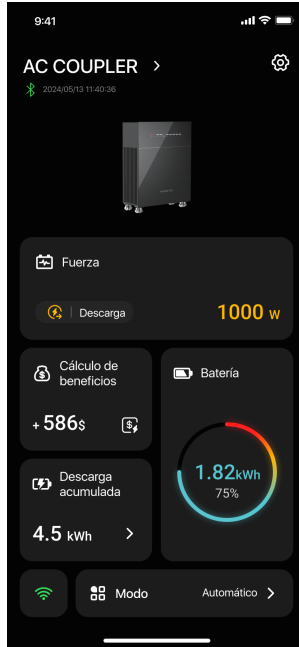 9:41
AC COUPLER >
2024/05/13 11:40:36
Fuerza
Descarga
1000 W
Cálculo de
beneficios
+ 586$
Batería
1.82kWh
75%
Descarga
acumulada
4.5 kWh >
Modo
Automático >